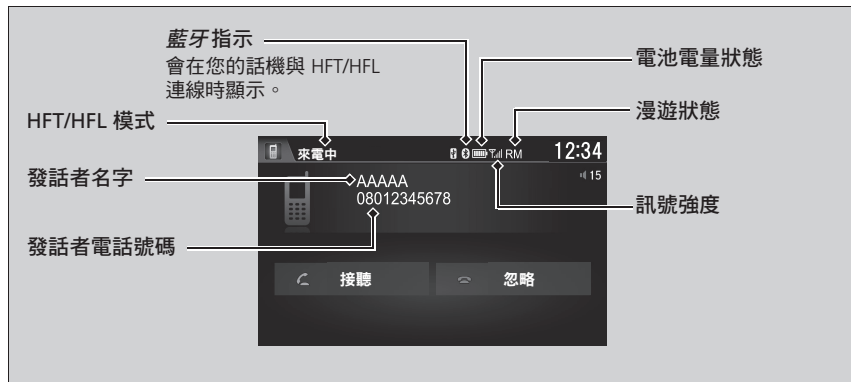 藍牙指示
會在您的話機與 HFT/HFL
連線時顯示。
電池電量狀態
漫遊狀態
HFT/HFL 模式
來電中
RM
12:34
15
發話者名字
AAAAA
08012345678
訊號強度
發話者電話號碼
接聽
忽略